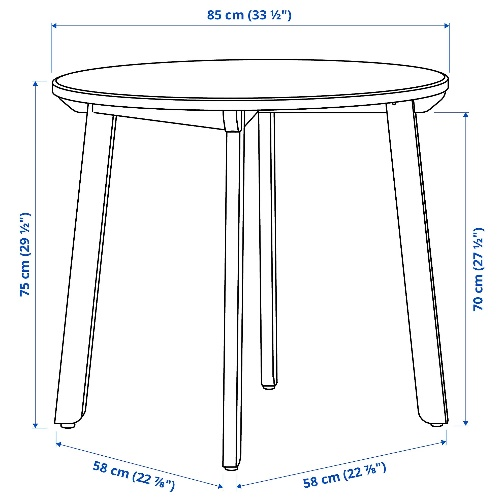 85 cm (33 ½")
75 cm (29 ½")
70 cm (27 ½")
58 cm (22 ⅞")
58 cm (22 ⅞")